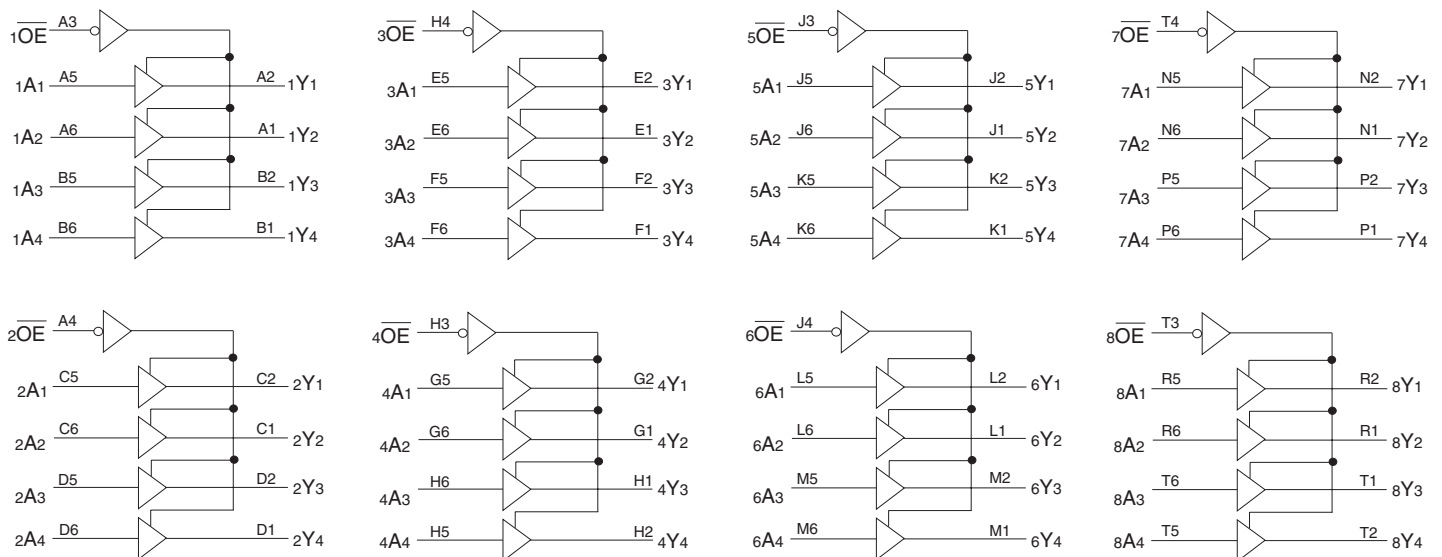 1OE A3
1A1 A5 A2 1Y1
1A2 A6 A1 1Y2
1A3 B5 B2 1Y3
1A4 B6 B1 1Y4
3OE H4
3A1 E5 E2 3Y1
3A2 E6 E1 3Y2
3A3 F5 F2 3Y3
3A4 F6 F1 3Y4
5OE J3
5A1 J5 J2 5Y1
5A2 J6 J1 5Y2
5A3 K5 K2 5Y3
5A4 K6 K1 5Y4
7OE T4
7A1 N5 N2 7Y1
7A2 N6 N1 7Y2
7A3 P5 P2 7Y3
7A4 P6 P1 7Y4
2OE A4
2A1 C5 C2 2Y1
2A2 C6 C1 2Y2
2A3 D5 D2 2Y3
2A4 D6 D1 2Y4
4OE H3
4A1 G5 G2 4Y1
4A2 G6 G1 4Y2
4A3 H6 H1 4Y3
4A4 H5 H2 4Y4
6OE J4
6A1 L5 L2 6Y1
6A2 L6 L1 6Y2
6A3 M5 M2 6Y3
6A4 M6 M1 6Y4
8OE T3
8A1 R5 R2 8Y1
8A2 R6 R1 8Y2
8A3 T6 T1 8Y3
8A4 T5 T2 8Y4